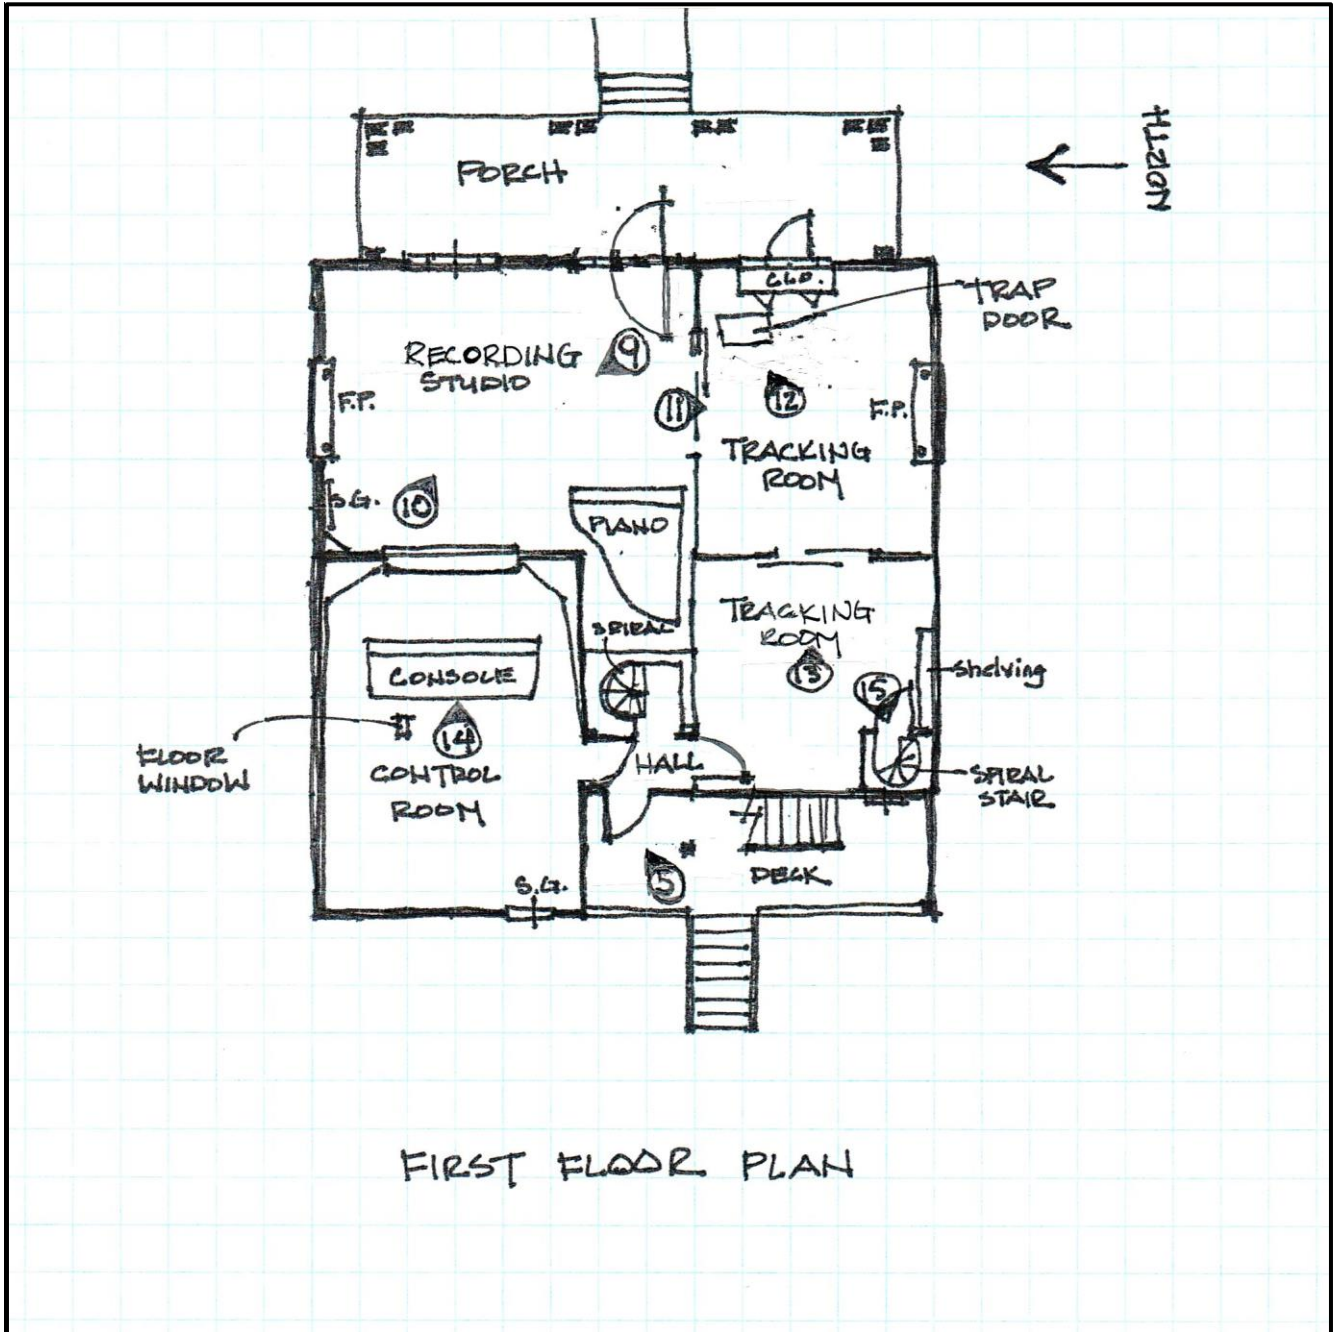 PORCH
NORTH
CLO.
TRAP
DOOR
RECORDING
STUDIO
9
F.P.
11
12
F.P.
TRACKING
ROOM
S.G.
10
PIANO
TRACKING
ROOM
SPIRAL
13
Shelving
15
CONSOLE
14
FLOOR
WINDOW
HALL
CONTROL
ROOM
SPIRAL
STAIR
S.G.
5
DECK
FIRST FLOOR PLAN